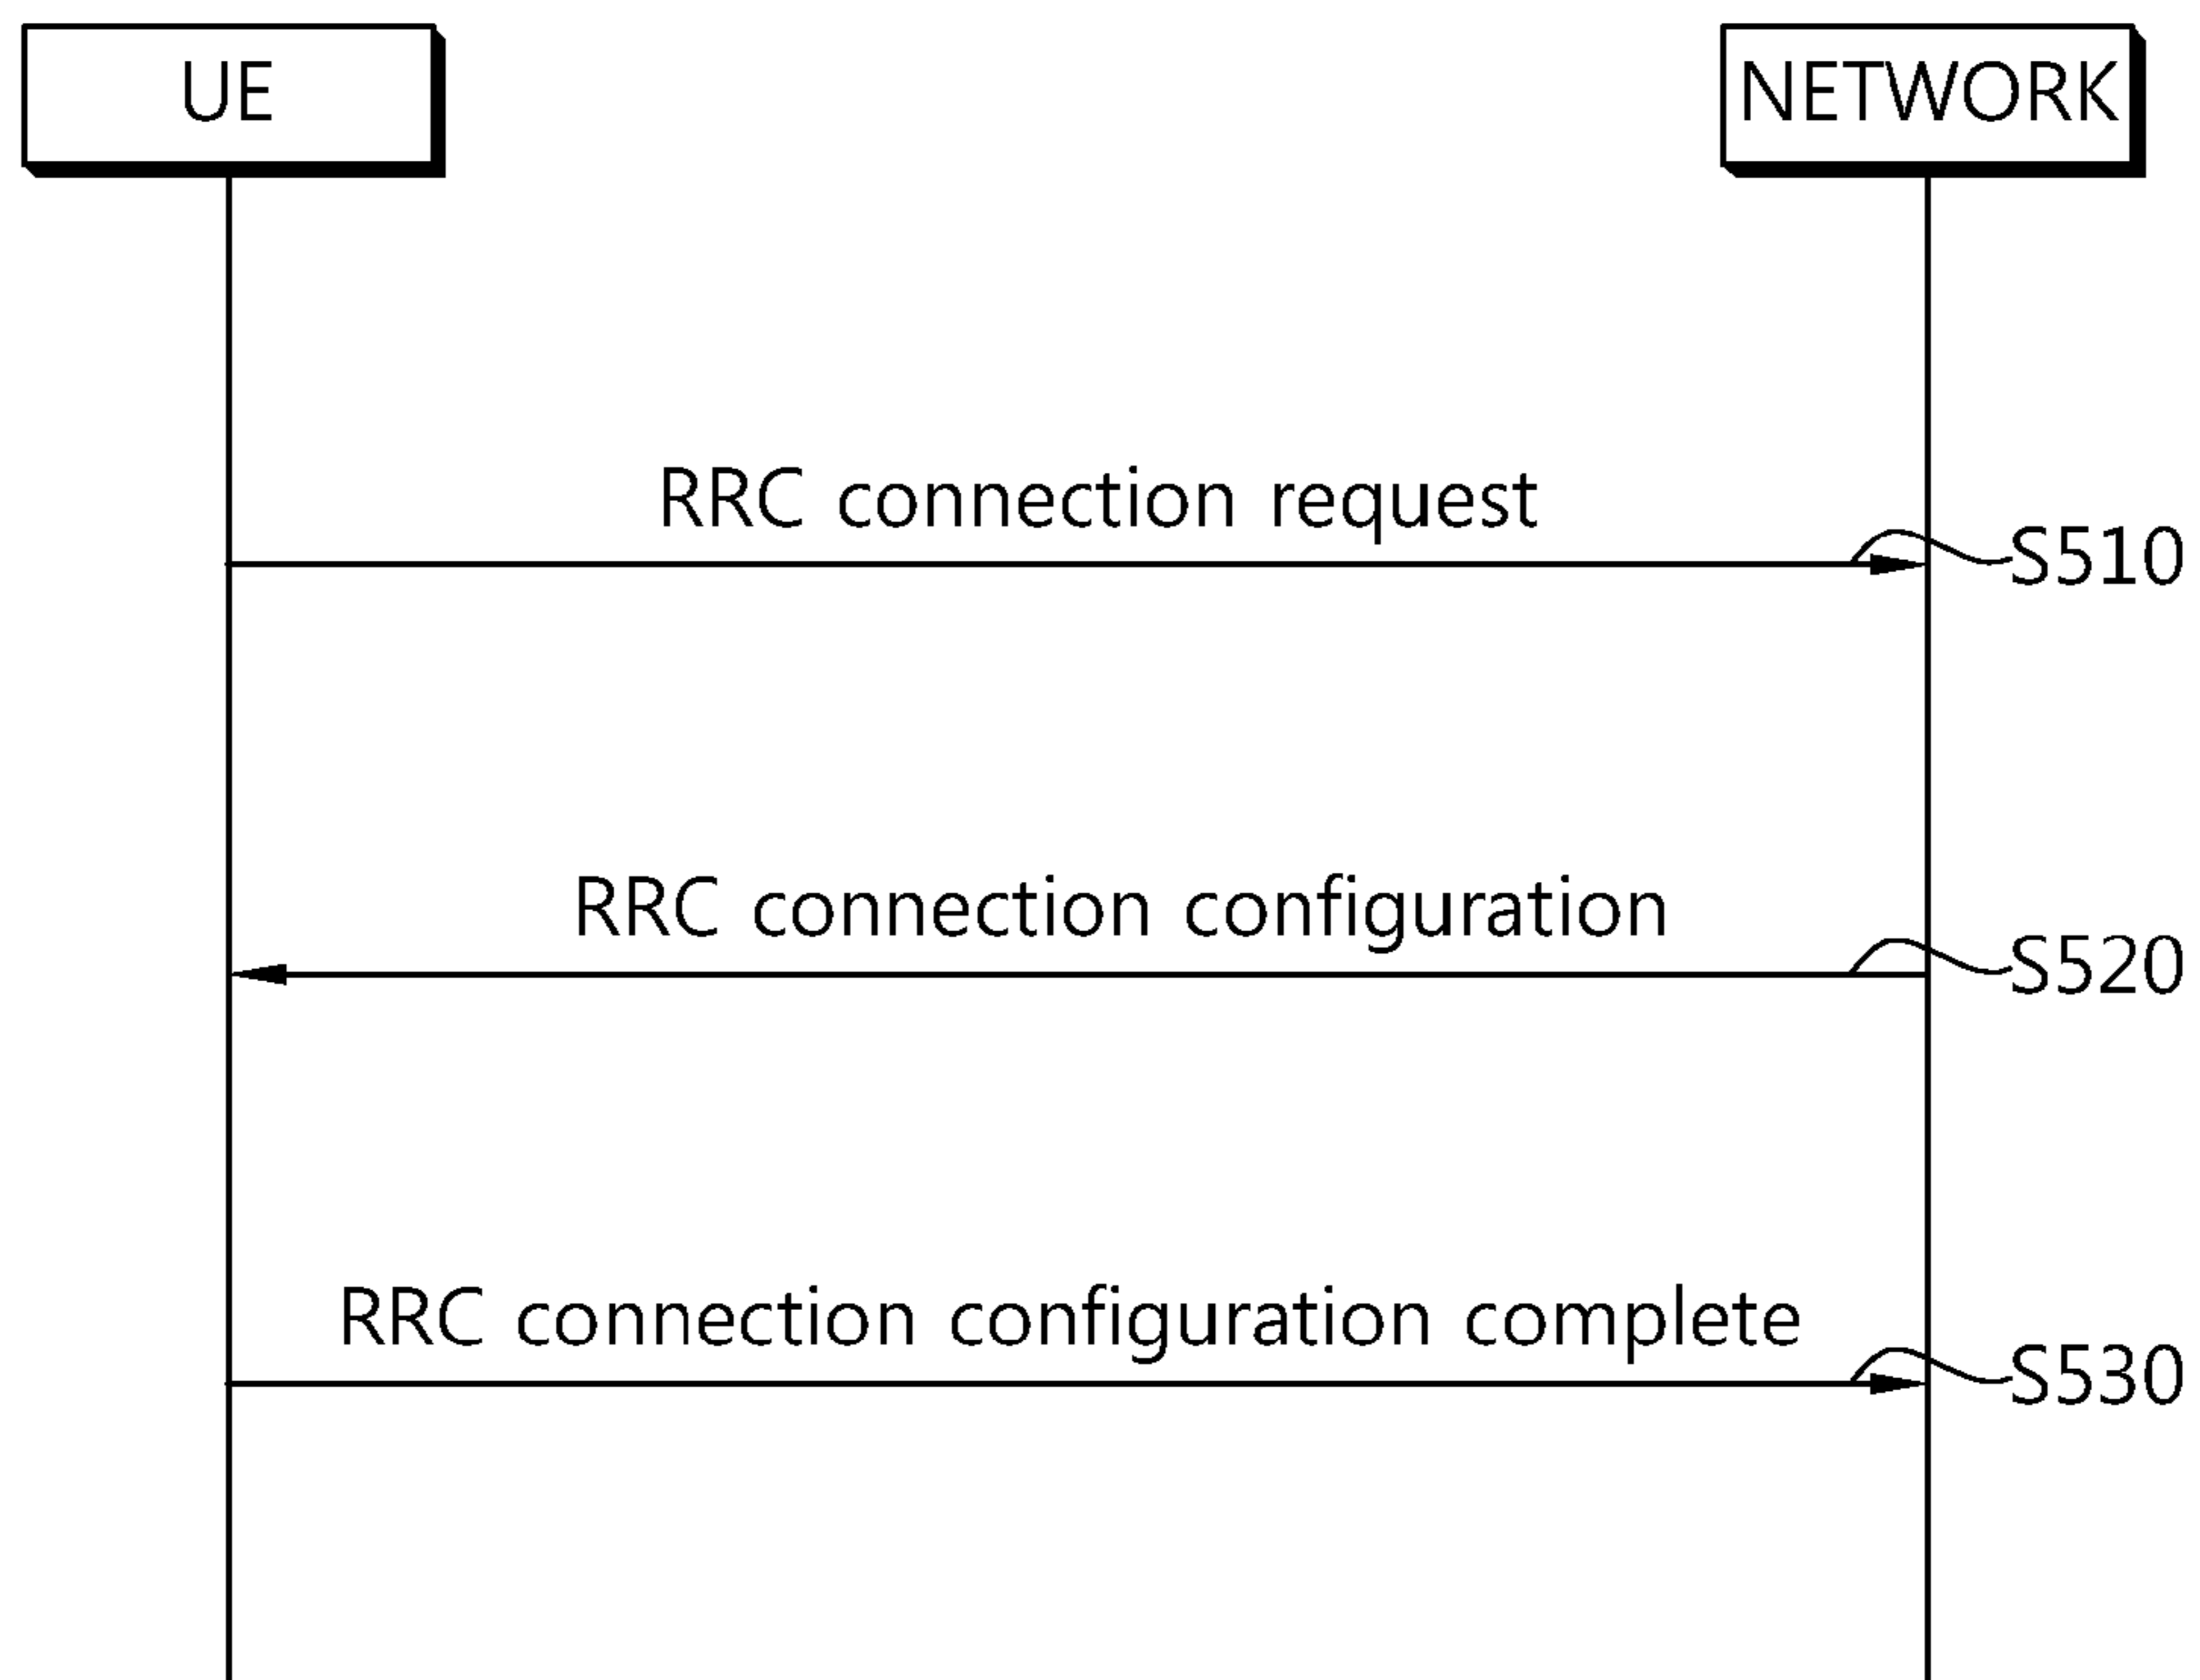 UE
NETWORK
RRC connection request
S510
RRC connection configuration
S520
RRC connection configuration complete
S530